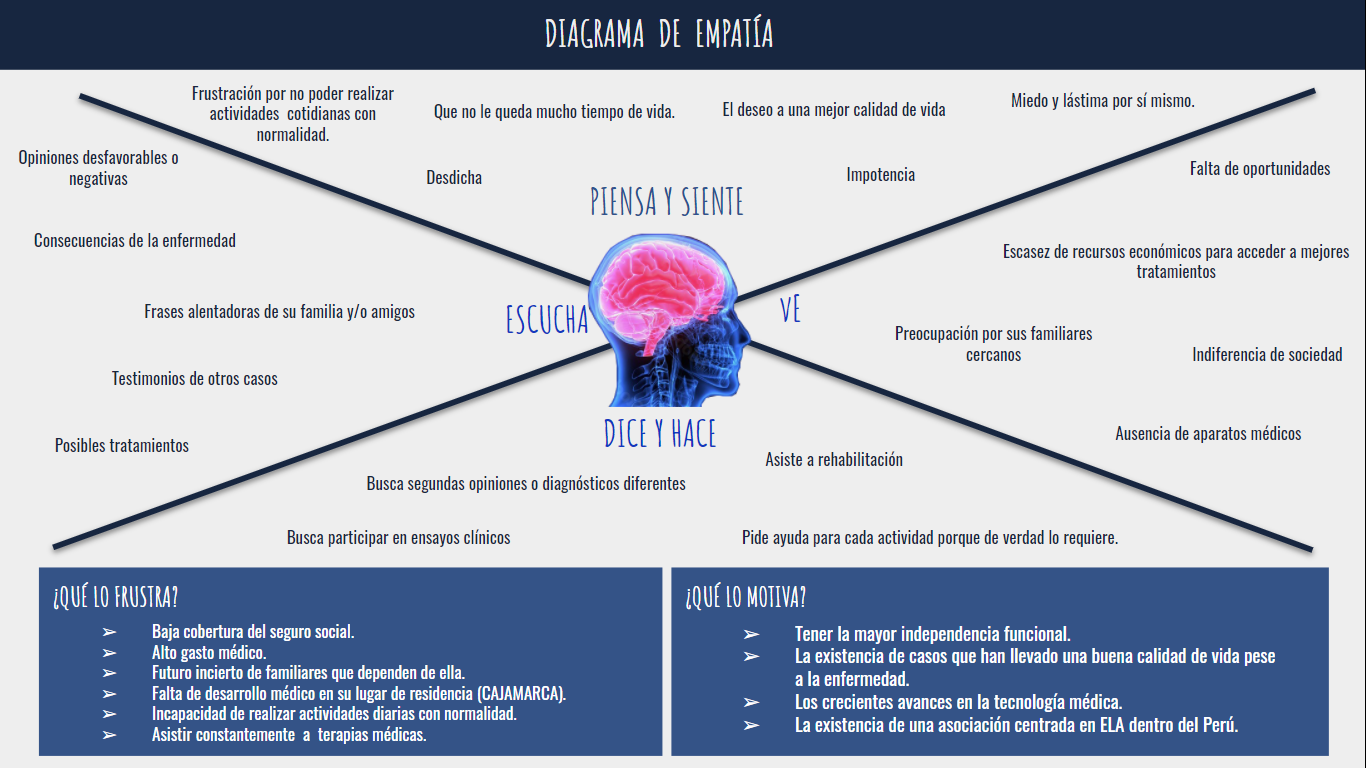 DIAGRAMA DE EMPATÍA
Frustración por no poder realizar
actividades cotidianas con
normalidad.
Que no le queda mucho tiempo de vida.
El deseo a una mejor calidad de vida
Miedo y lástima por sí mismo.
Desdicha
Impotencia
PIENSA Y SIENTE
Opiniones desfavorables o
negativas
Consecuencias de la enfermedad
Frases alentadoras de su familia y/o amigos
Testimonios de otros casos
Posibles tratamientos
ESCUCHA
VE
Falta de oportunidades
Escasez de recursos económicos para acceder a mejores
tratamientos
Preocupación por sus familiares
cercanos
Indiferencia de sociedad
Ausencia de aparatos médicos
DICE Y HACE
Asiste a rehabilitación
Busca segundas opiniones o diagnósticos diferentes
Busca participar en ensayos clínicos
Pide ayuda para cada actividad porque de verdad lo requiere.
¿QUÉ LO FRUSTRA?
➢ Baja cobertura del seguro social.
➢ Alto gasto médico.
➢ Futuro incierto de familiares que dependen de ella.
➢ Falta de desarrollo médico en su lugar de residencia (CAJAMARCA).
➢ Incapacidad de realizar actividades diarias con normalidad.
➢ Asistir constantemente a terapias médicas.
¿QUÉ LO MOTIVA?
➢ Tener la mayor independencia funcional.
➢ La existencia de casos que han llevado una buena calidad de vida pese
a la enfermedad.
➢ Los crecientes avances en la tecnología médica.
➢ La existencia de una asociación centrada en ELA dentro del Perú.